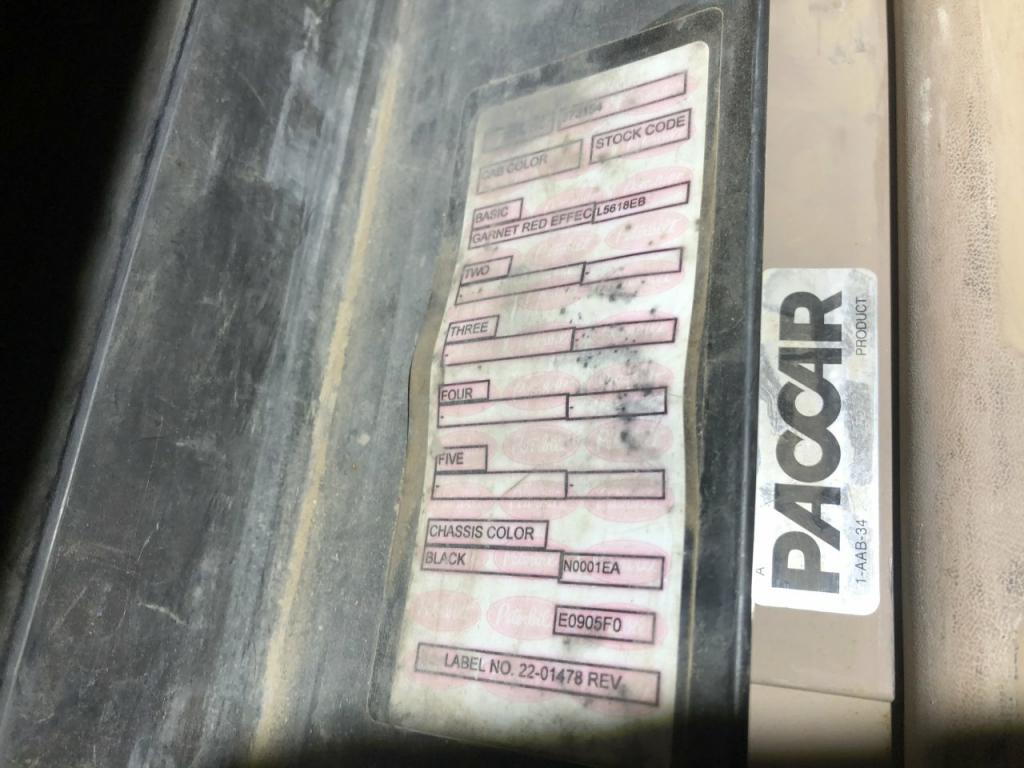 CAB COLOR
STOCK CODE
BASIC
GARNET RED EFFEC L5618EB
TWO
THREE
FOUR
FIVE
CHASSIS COLOR
BLACK N0001EA
E0905F0
LABEL NO. 22-01478 REV
A
PACCAR
1-AAB-34 PRODUCT